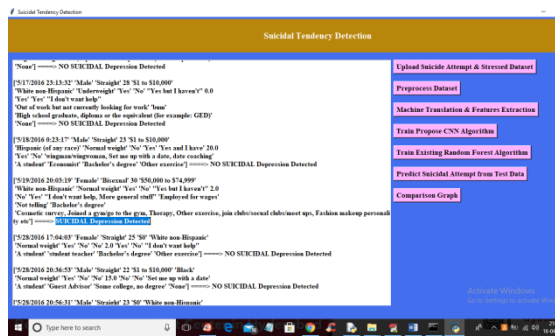 Suicidal Tendency Detection
Suicidal Tendency Detection
'None'] ====> NO SUICIDAL Depression Detected
['5/17/2016 23:13:32' 'Male' 'Straight' 28 '$1 to $10,000'
'White non-Hispanic' 'Underweight' 'Yes' 'No' "Yes but I haven't" 0.0
'Yes' 'Yes' "I don't want help"
'Out of work but not currently looking for work' 'bum'
'High school graduate, diploma or the equivalent (for example: GED)'
'None'] ====> NO SUICIDAL Depression Detected
['5/18/2016 0:23:17' 'Male' 'Straight' 23 '$1 to $10,000'
'Hispanic (of any race)' 'Normal weight' 'No' 'Yes' 'Yes and I have' 20.0
'Yes' 'No' 'wingman/wingwoman, Set me up with a date, date coaching'
'A student' 'Economist' "Bachelor's degree" 'Other exercise'] ====> NO SUICIDAL Depression Detected
['5/19/2016 20:03:19' 'Female' 'Bisexual' 30 '$50,000 to $74,999'
'White non-Hispanic' 'Normal weight' 'Yes' 'No' "Yes but I haven't" 2.0
'No' 'Yes' "I don't want help, More general stuff" 'Employed for wages'
'Not telling' "Bachelor's degree"
'Cosmetic survey, Joined a gym/go to the gym, Therapy, Other exercise, join clubs/socual clubs/meet ups, Fashion makeup personali
ty etc'] ====> SUICIDAL Depression Detected
['5/28/2016 17:04:03' 'Female' 'Straight' 25 '$0' 'White non-Hispanic'
'Normal weight' 'Yes' 'No' 'No' 2.0 'Yes' 'No' "I don't want help"
'A student' 'student teacher' "Bachelor's degree" 'Other exercise'] ====> NO SUICIDAL Depression Detected
['5/28/2016 20:36:53' 'Male' 'Straight' 22 '$1 to $10,000' 'Black'
'Normal weight' 'Yes' 'No' 'No' 15.0 'No' 'No' 'Set me up with a date'
'A student' 'Guest Advisor' 'Some college, no degree' 'None'] ====> NO SUICIDAL Depression Detected
['5/28/2016 20:56:31' 'Male' 'Straight' 23 '$0' 'White non-Hispanic'
Upload Suicide Attempt & Stressed Dataset
Preprocess Dataset
Machine Translation & Features Extraction
Train Propose CNN Algorithm
Train Existing Random Forest Algorithm
Predict Suicidal Attempt from Test Data
Comparison Graph
Activate Windows
Go to Settings to activate Win
Type here to search